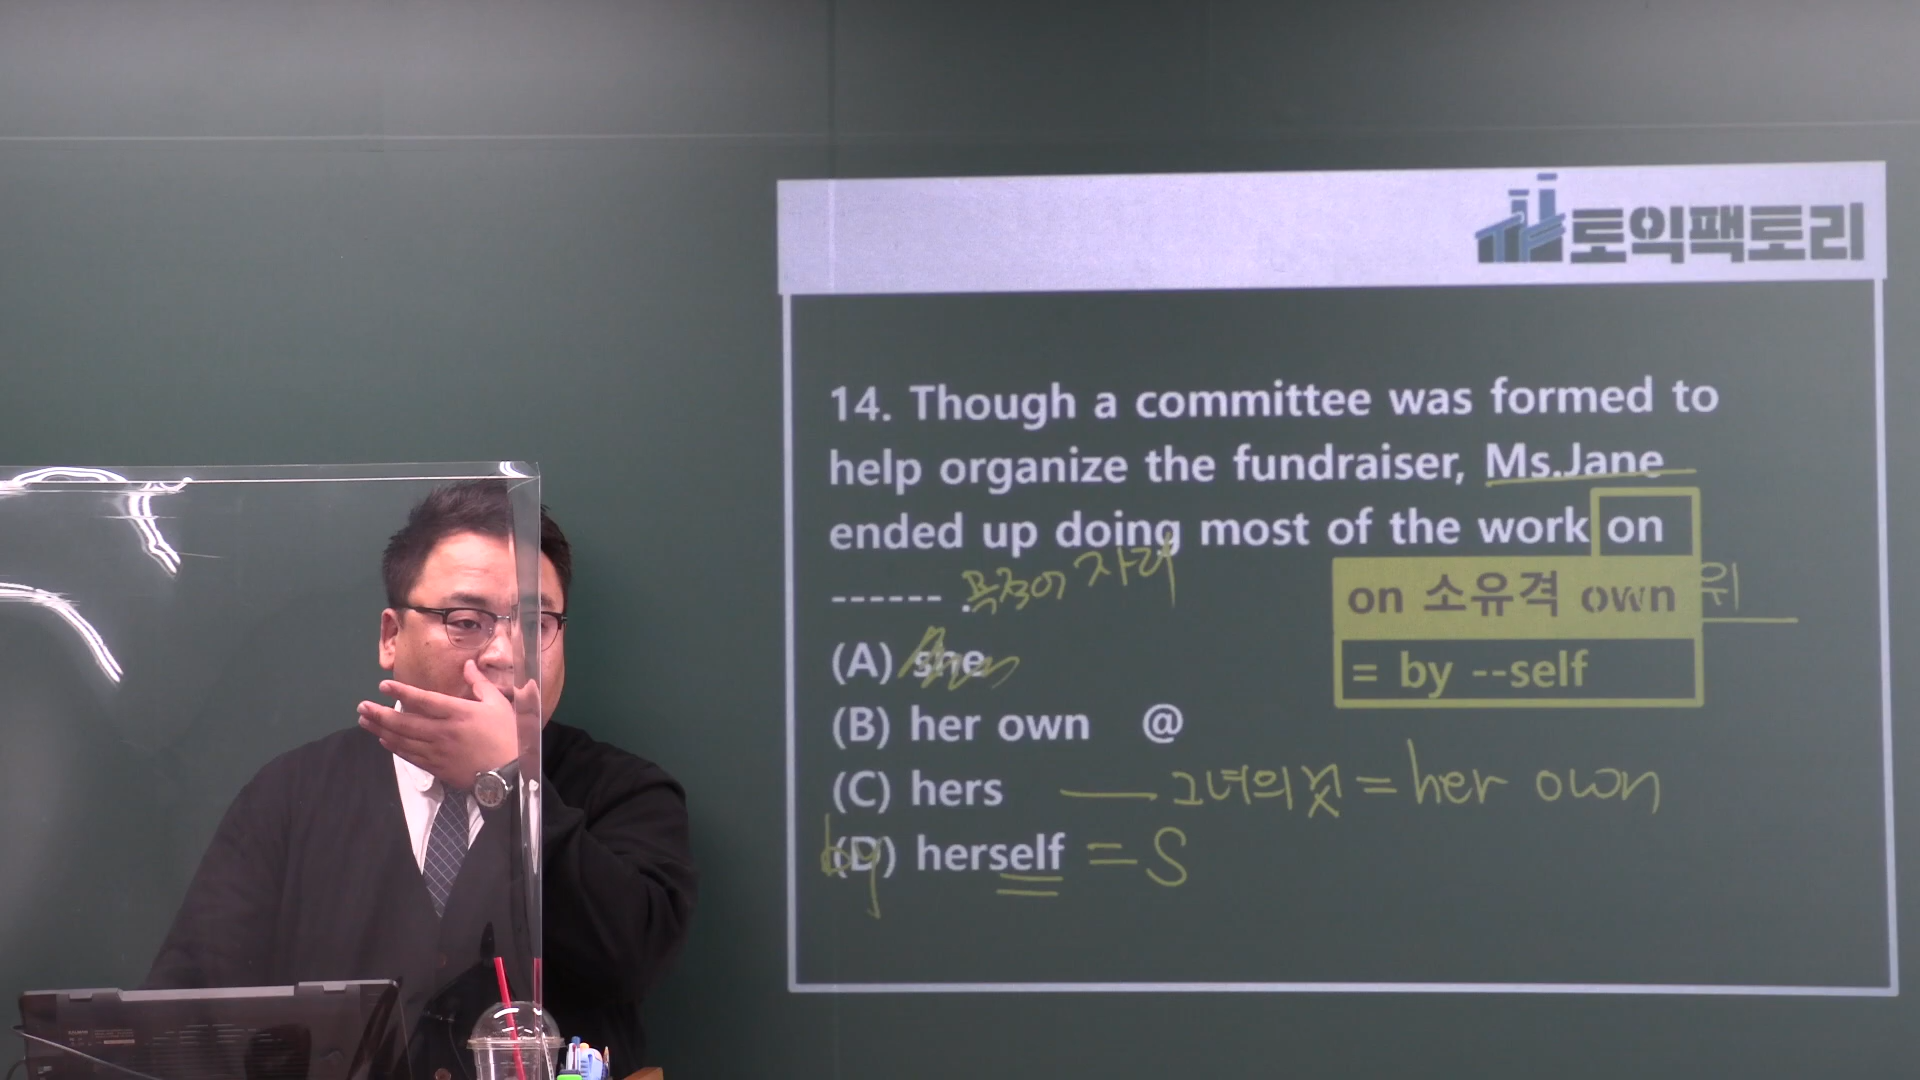 토익팩토리
14. Though a committee was formed to
help organize the fundraiser, Ms.Jane
ended up doing most of the work on
------ . 목적어 자리
on 소유격 own
위
= by --self
(A) she
(B) her own @
(C) hers — 그녀의 것 = her own
by
(D) herself = S